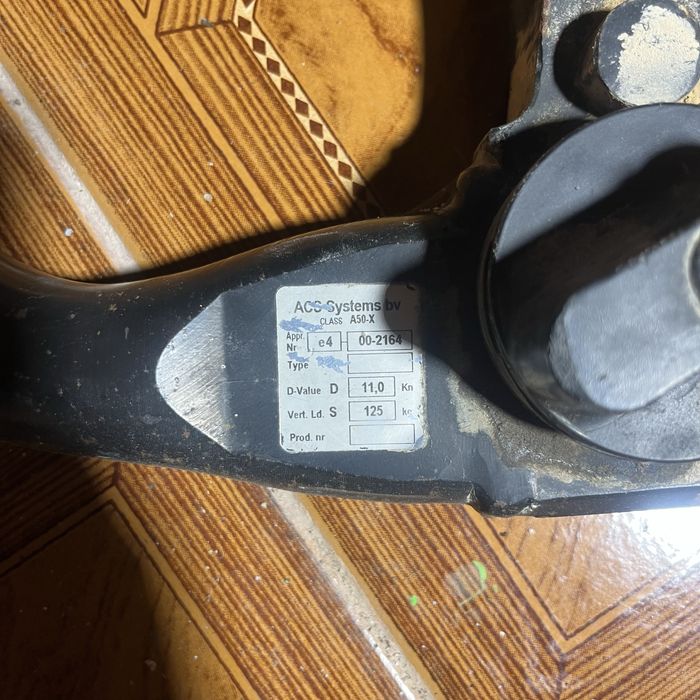 ACS Systems bv
CLASS A50-X
Appr. Nr e4 00-2164
Type
D-Value D 11,0 Kn
Vert. Ld. S 125 kg
Prod. nr